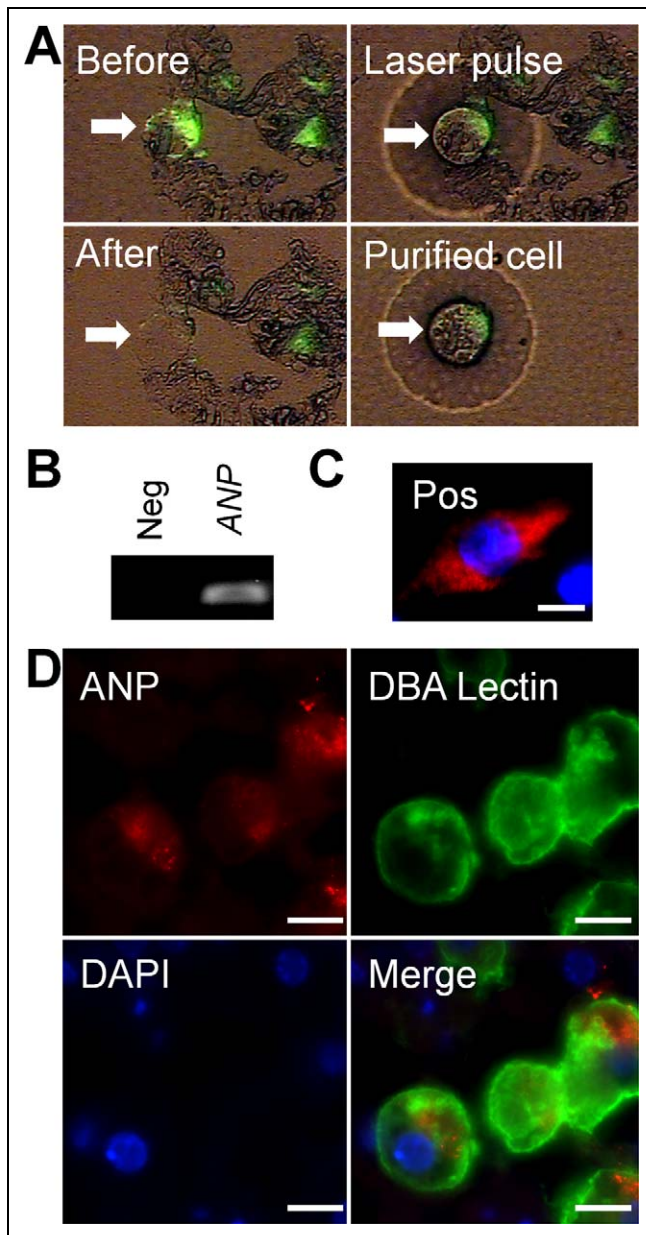 A
Before
Laser pulse
After
Purified cell
B
Neg
ANP
C
Pos
D
ANP
DBA Lectin
DAPI
Merge